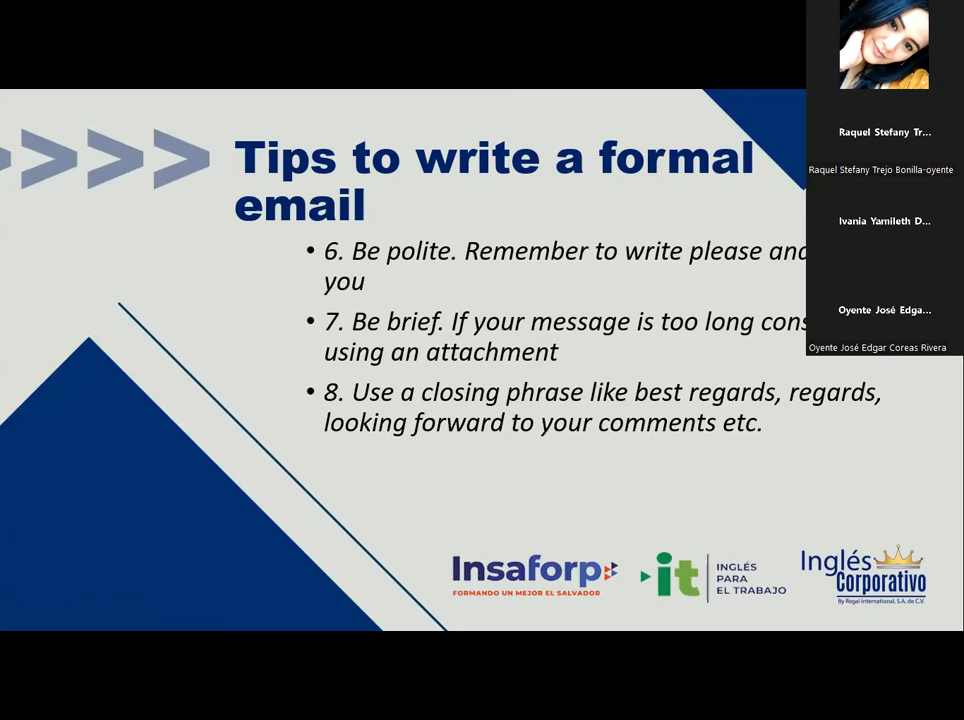 Tips to write a formal
email
• 6. Be polite. Remember to write please and
you
• 7. Be brief. If your message is too long cons
using an attachment
• 8. Use a closing phrase like best regards, regards,
looking forward to your comments etc.
Insaforp
FORMANDO UN MEJOR EL SALVADOR
it
INGLÉS
PARA
EL TRABAJO
Inglés
Corporativo
By Regal International, S.A. de C.V.
Raquel Stefany Tr...
Raquel Stefany Trejo Bonilla-oyente
Ivania Yamileth D...
Oyente José Edga...
Oyente José Edgar Coreas Rivera